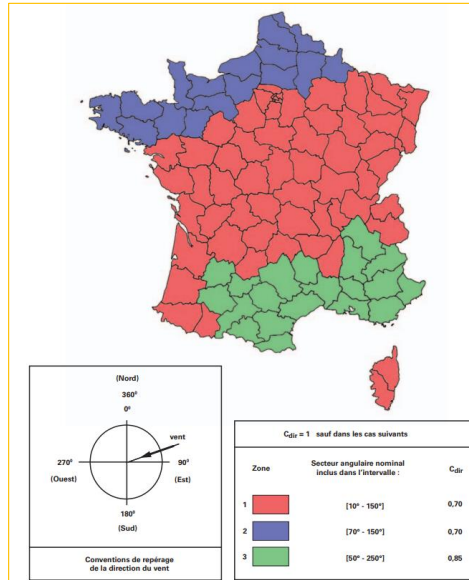 (Nord)
360°
0°
vent
270°
90°
(Ouest)
(Est)
180°
(Sud)
Conventions de repérage
de la direction du vent
Cdir = 1 sauf dans les cas suivants
Zone
Secteur angulaire nominal
inclus dans l'intervalle :
Cdir
1 [10° - 150°] 0,70
2 [70° - 150°] 0,70
3 [50° - 250°] 0,85